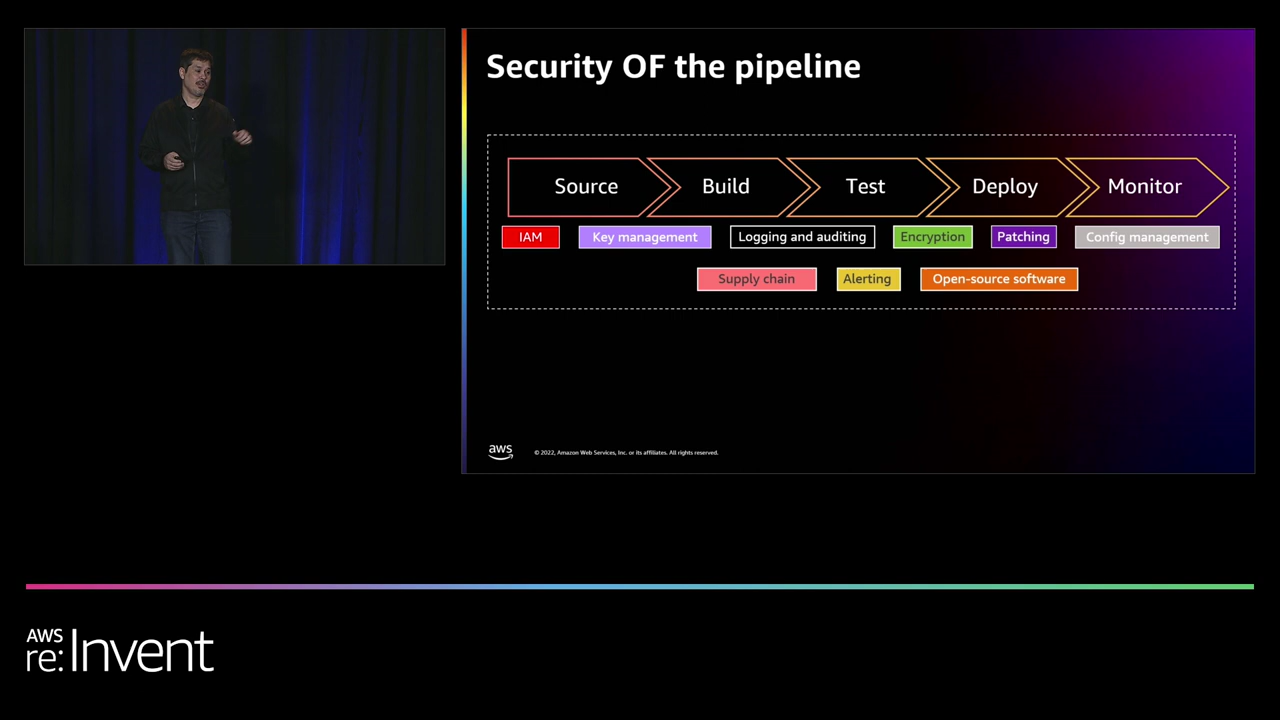 Security OF the pipeline
Source Build Test Deploy Monitor
IAM Key management Logging and auditing Encryption Patching Config management
Supply chain Alerting Open-source software
aws © 2022, Amazon Web Services, Inc. or its affiliates. All rights reserved.
AWS
re:Invent